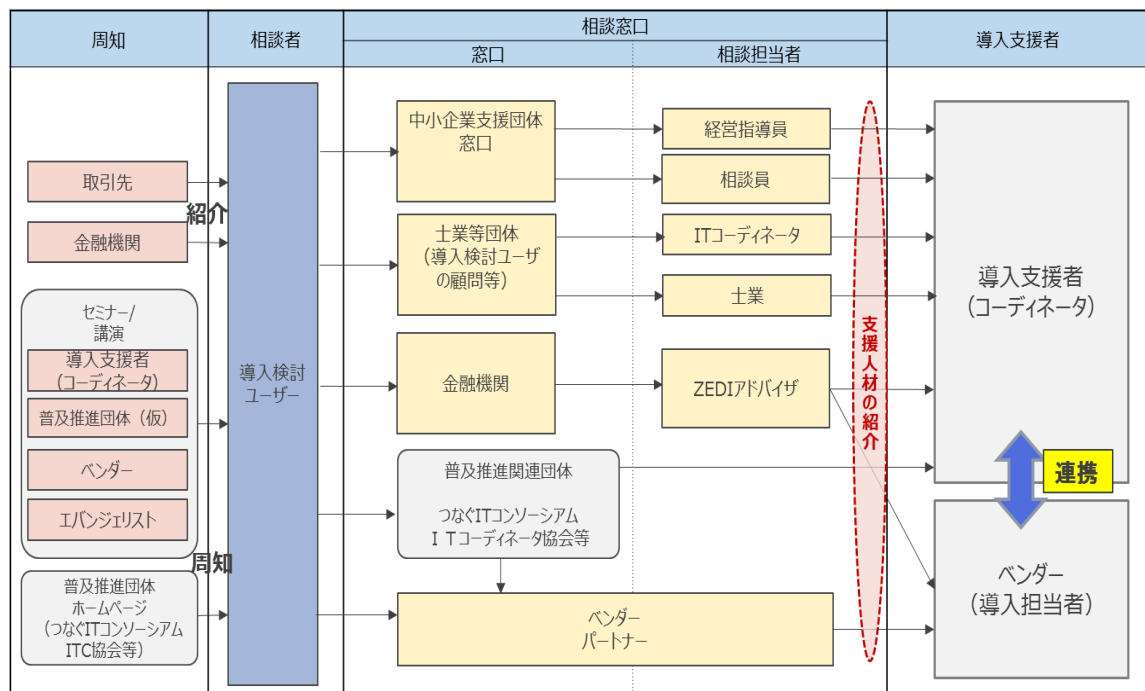 周知
相談者
相談窓口
窓口
相談担当者
導入支援者
取引先
金融機関
紹介
セミナー/
講演
導入支援者
(コーディネータ)
普及推進団体（仮）
ベンダー
エバンジェリスト
周知
普及推進団体
ホームページ
(つなぐITコンソーシアム
ITC協会等)
導入検討
ユーザー
中小企業支援団体
窓口
士業等団体
（導入検討ユーザ
の顧問等）
金融機関
普及推進関連団体
つなぐITコンソーシアム
ＩＴコーディネータ協会等
ベンダー
パートナー
経営指導員
相談員
ITコーディネータ
士業
ZEDIアドバイザ
支援人材の紹介
導入支援者
(コーディネータ)
連携
ベンダー
（導入担当者）